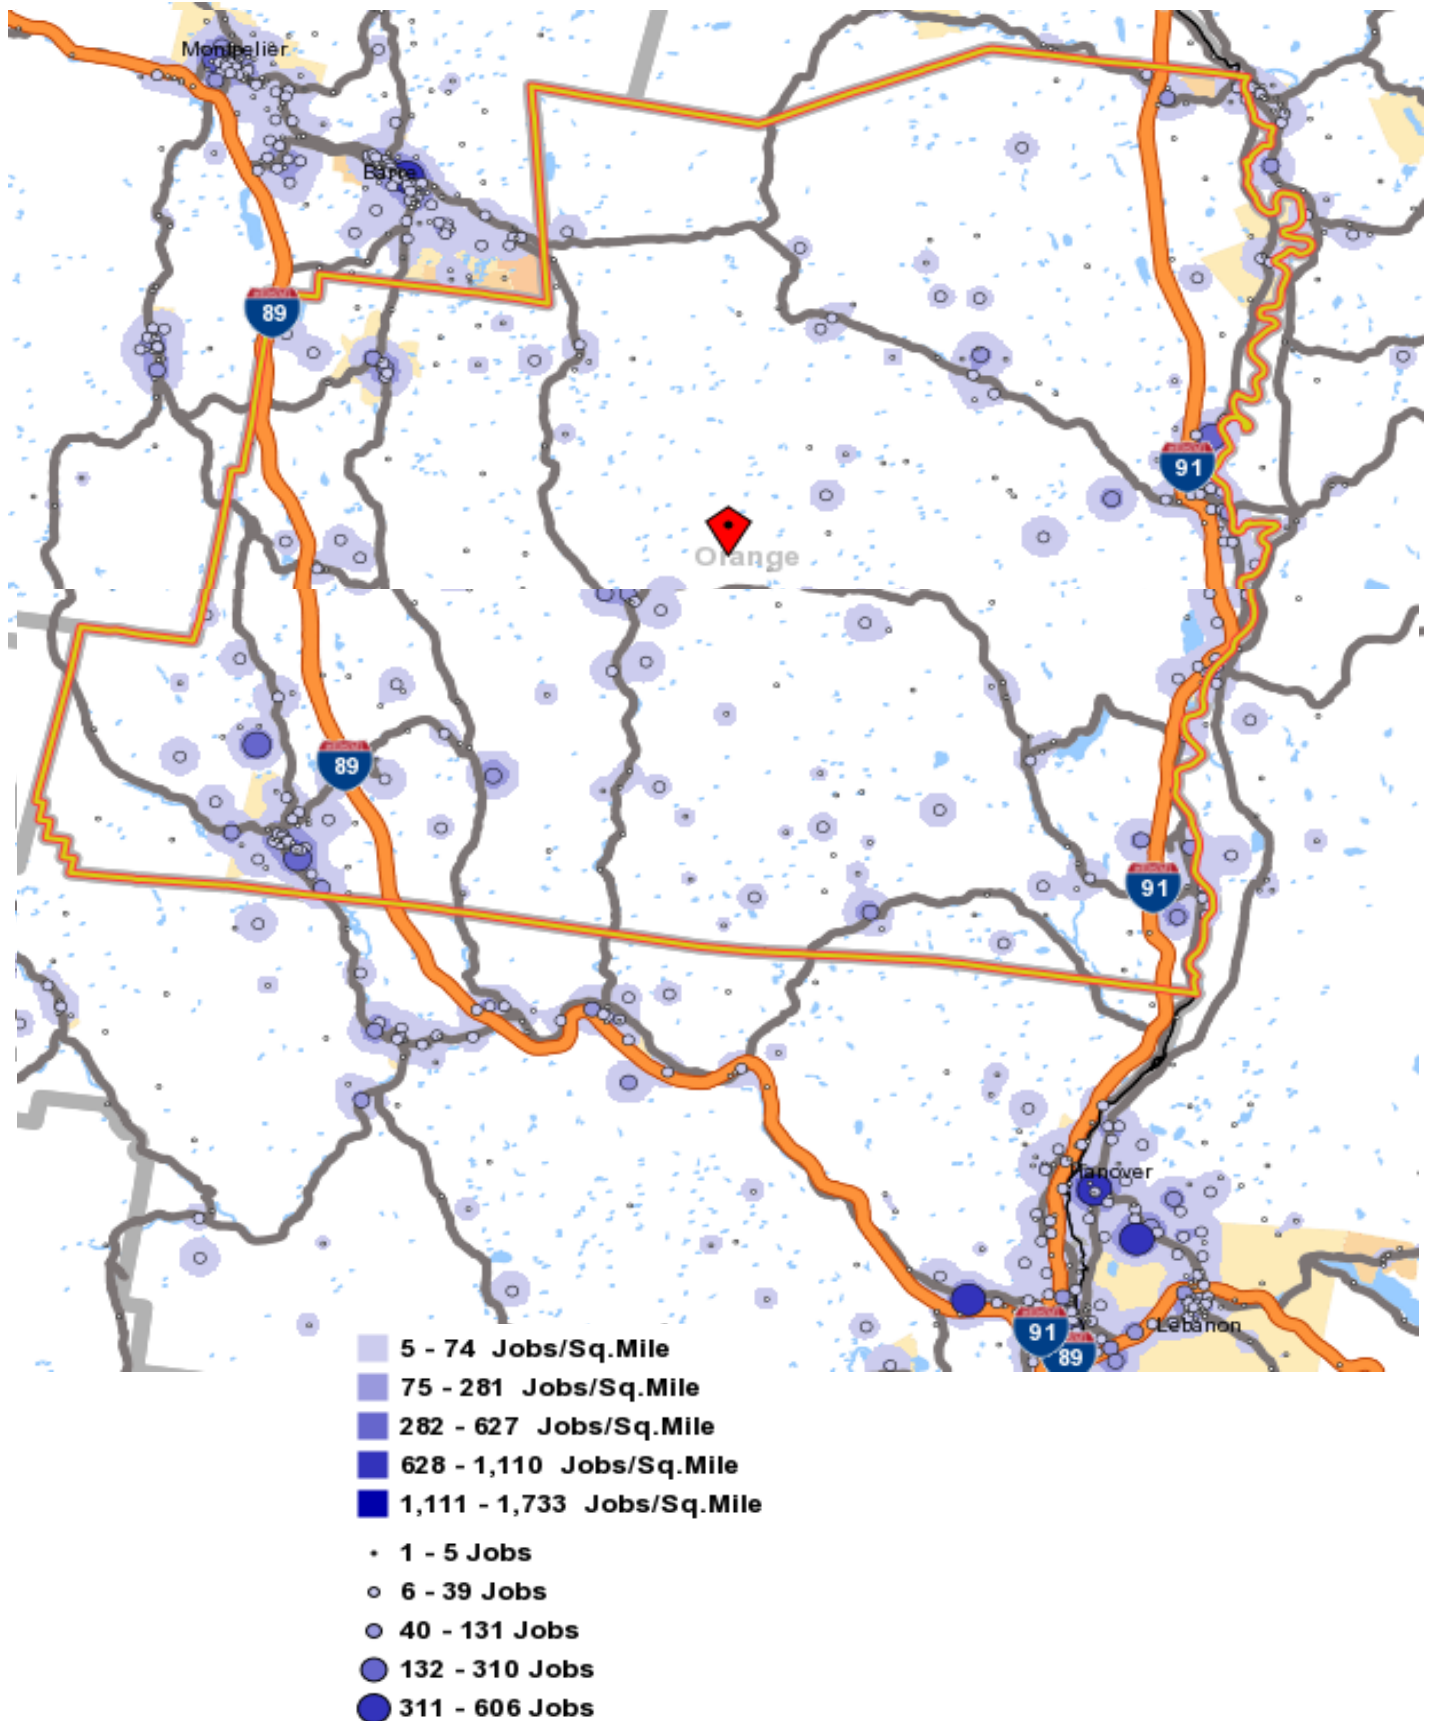 Montpelier
Barre
89
91
Orange
89
91
Hanover
Lebanon
91
89
5 - 74 Jobs/Sq.Mile
75 - 281 Jobs/Sq.Mile
282 - 627 Jobs/Sq.Mile
628 - 1,110 Jobs/Sq.Mile
1,111 - 1,733 Jobs/Sq.Mile
1 - 5 Jobs
6 - 39 Jobs
40 - 131 Jobs
132 - 310 Jobs
311 - 606 Jobs